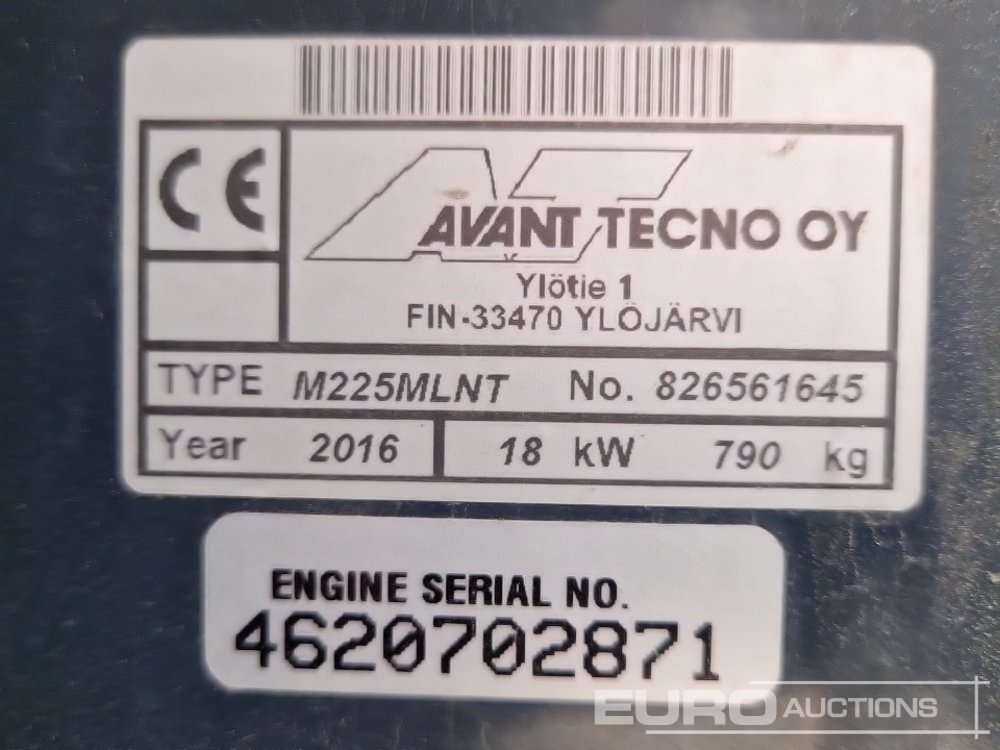 CE
AVANT TECNO OY
Ylötie 1
FIN-33470 YLÖJÄRVI
TYPE M225MLNT No. 826561645
Year 2016 18 kW 790 kg
ENGINE SERIAL NO.
4620702871
EURO AUCTIONS